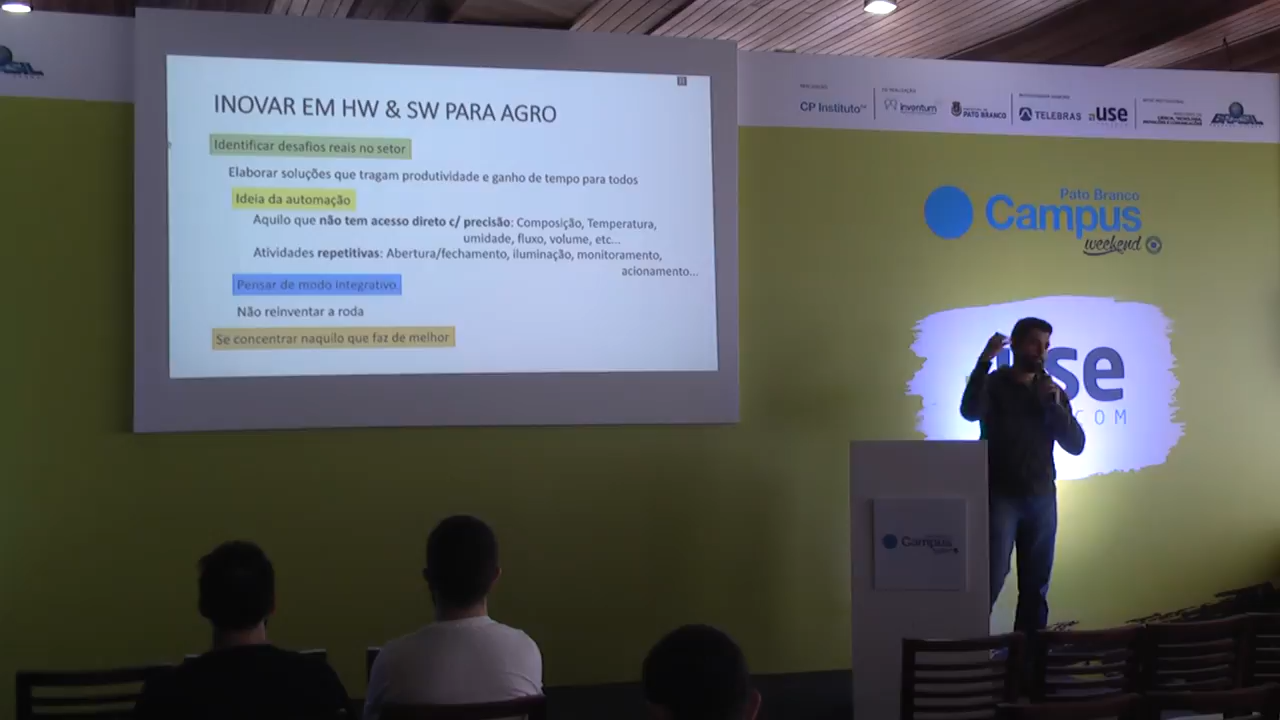 INOVAR EM HW & SW PARA AGRO
Identificar desafios reais no setor
Elaborar soluções que tragam produtividade e ganho de tempo para todos
Ideia da automação
Aquilo que não tem acesso direto c/ precisão: Composição, Temperatura,
umidade, fluxo, volume, etc...
Atividades repetitivas: Abertura/fechamento, iluminação, monitoramento,
acionamento...
Pensar de modo integrativo
Não reinventar a roda
Se concentrar naquilo que faz de melhor
CP Instituto
inventum
PATO BRANCO
TELEBRAS
use
Pato Branco
Campus
weekend
se
COM
Campus